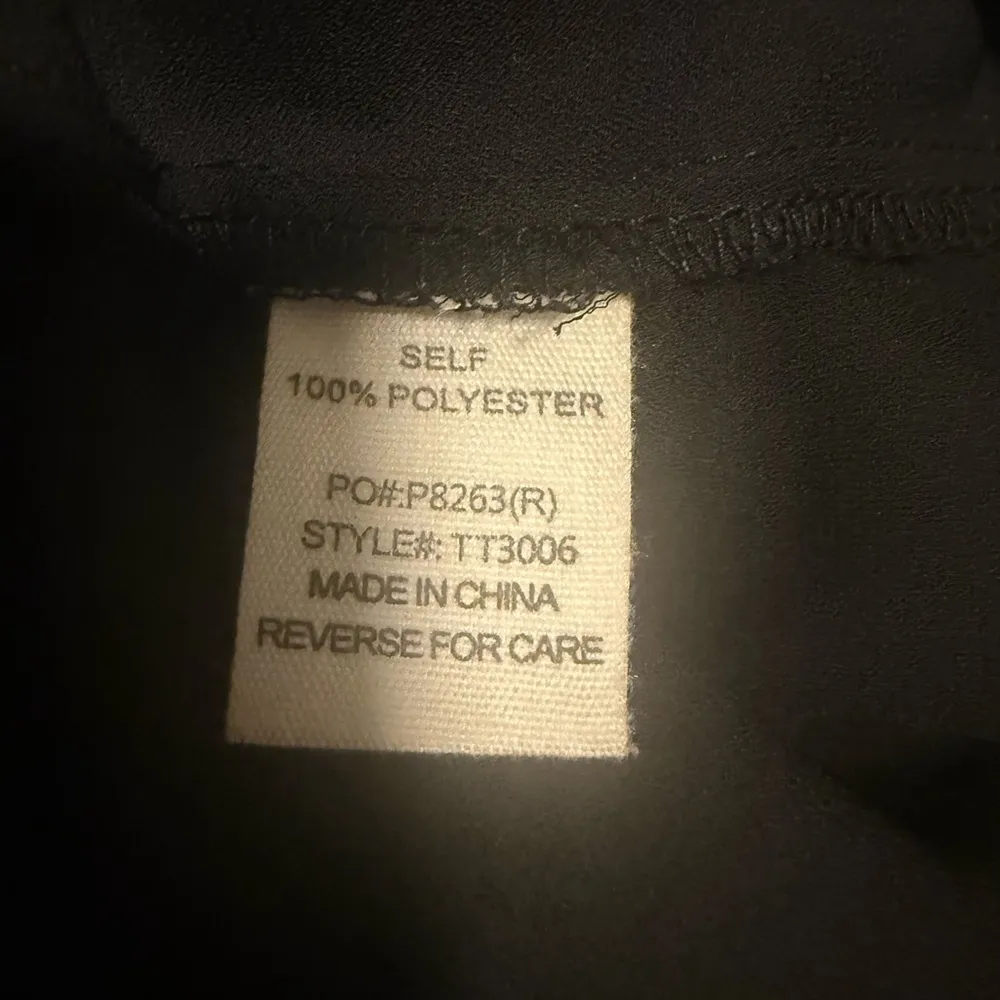 SELF
100% POLYESTER
PO#:P8263(R)
STYLE#: TT3006
MADE IN CHINA
REVERSE FOR CARE